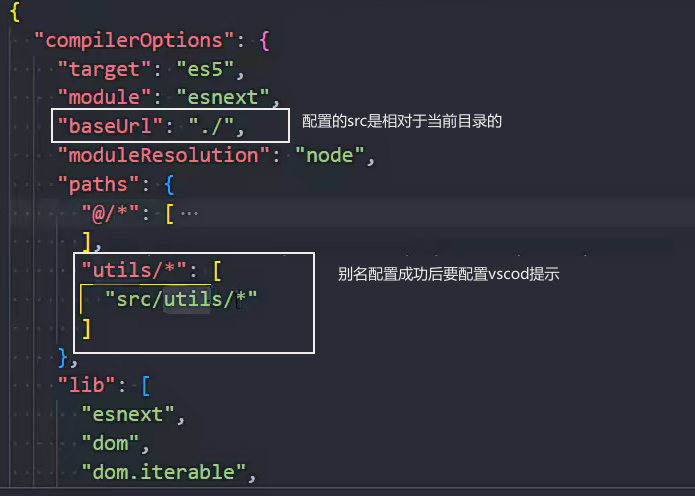 {
"compilerOptions": {
"target": "es5",
"module": "esnext",
"baseUrl": "./", 配置的src是相对于当前目录的
"moduleResolution": "node",
"paths": {
"@/*": [ ···
],
"utils/*": [ 别名配置成功后要配置vscod提示
"src/utils/*"
]
},
"lib": [
"esnext",
"dom",
"dom.iterable",